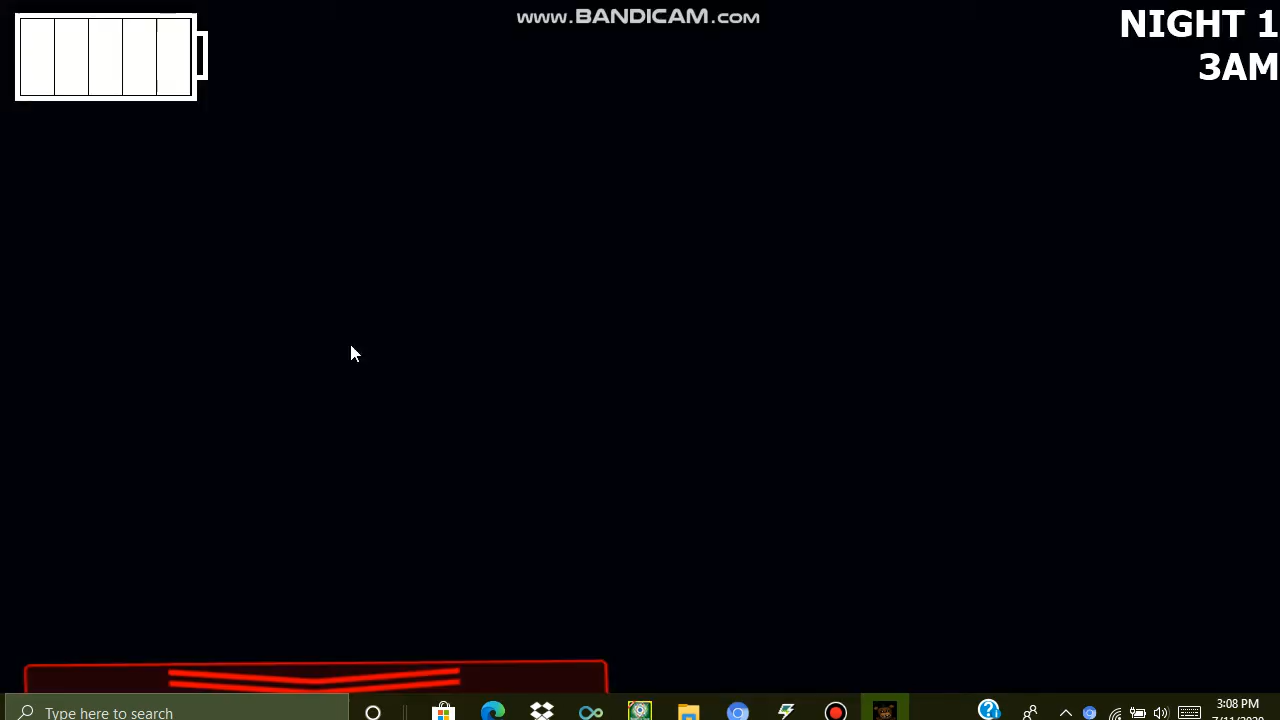 www.BANDICAM.com
NIGHT 1
3AM
Type here to search
3:08 PM